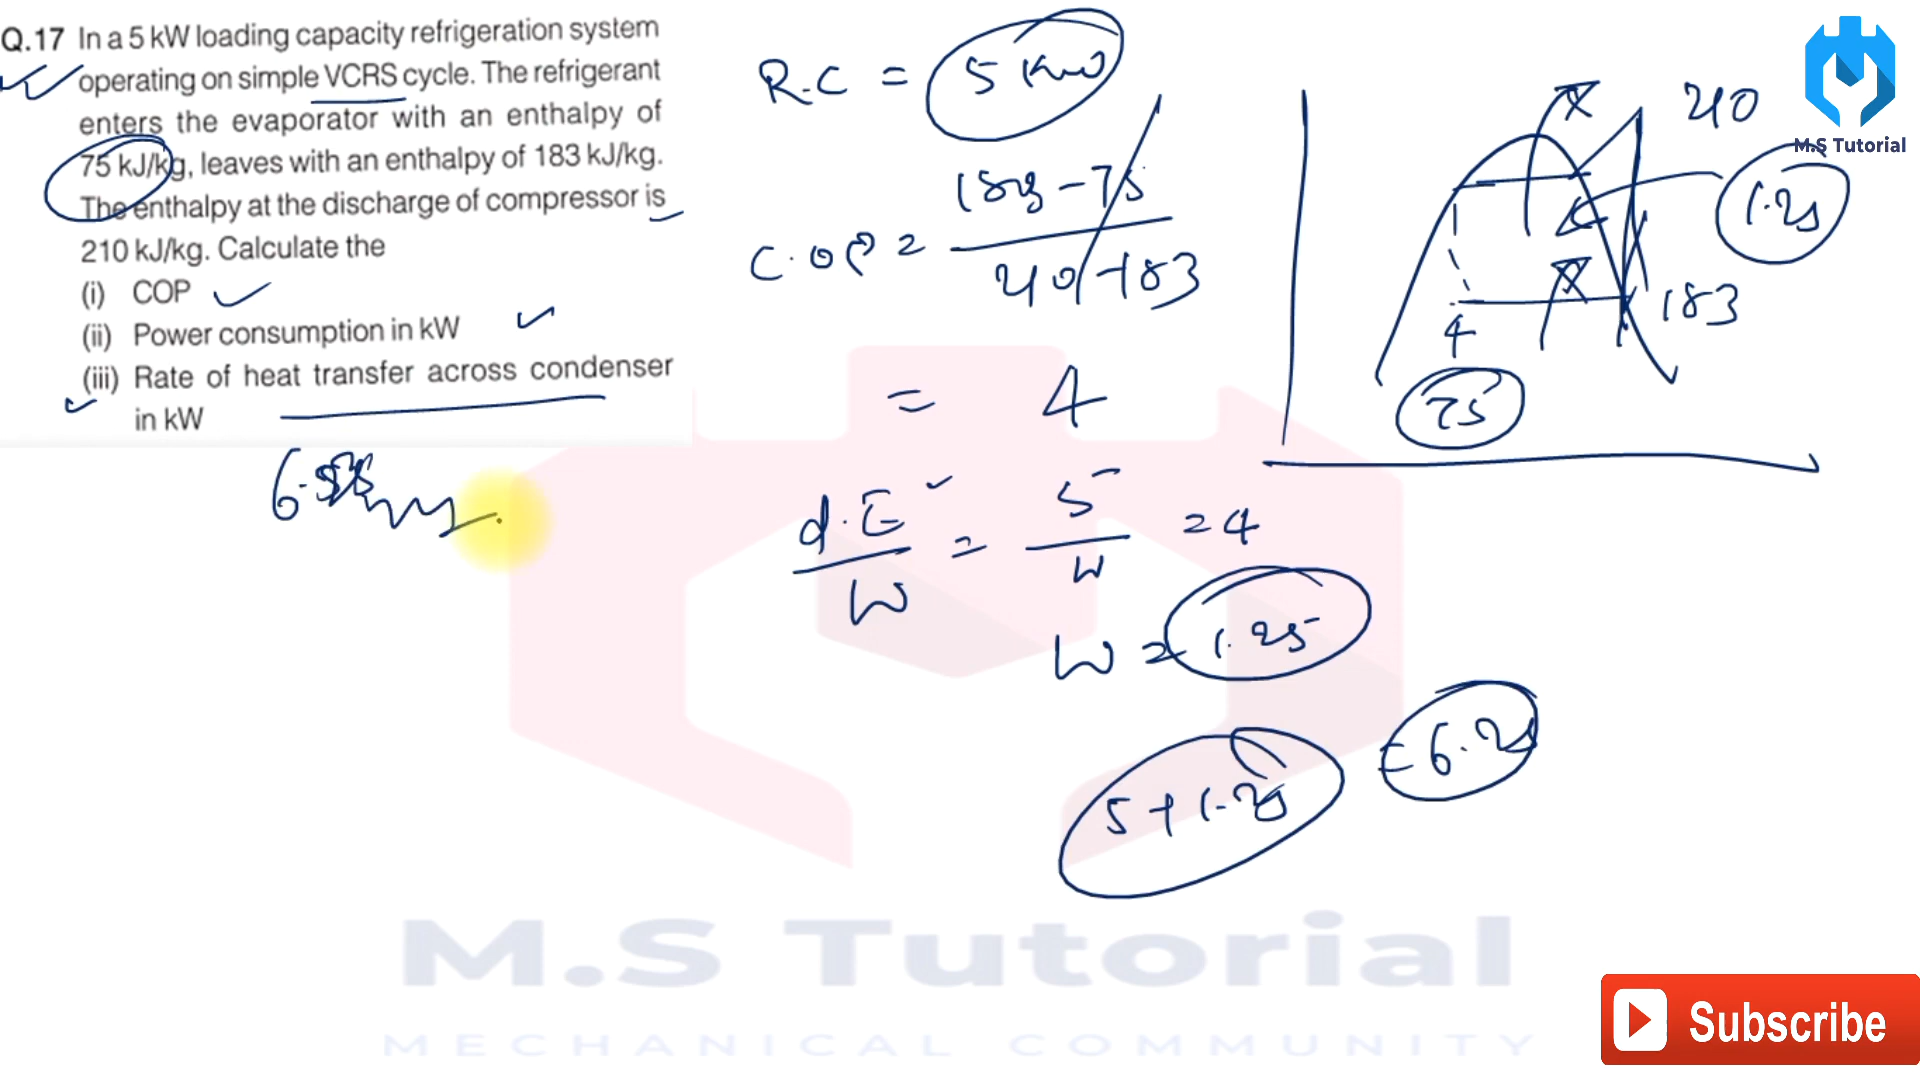 Q.17 In a 5 kW loading capacity refrigeration system
operating on simple VCRS cycle. The refrigerant
enters the evaporator with an enthalpy of
75 kJ/kg, leaves with an enthalpy of 183 kJ/kg.
The enthalpy at the discharge of compressor is
210 kJ/kg. Calculate the
(i) COP
(ii) Power consumption in kW
(iii) Rate of heat transfer across condenser
in kW
R.C = 5 kW
C.OP = 183 - 75
210 - 183
= 4
d.E = 5 = 4
W W
W = 1.25
5 + 1.25 = 6.25
210
1.25
183
4
75
M.S Tutorial
M.S Tutorial
MECHANICAL COMMUNITY
Subscribe